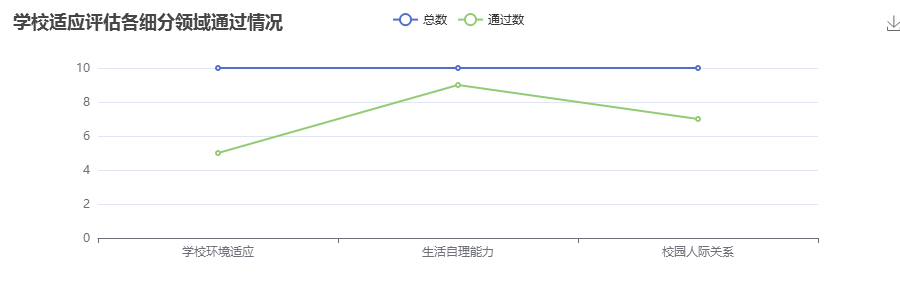 学校适应评估各细分领域通过情况
总数
通过数
10
8
6
4
2
0
学校环境适应
生活自理能力
校园人际关系